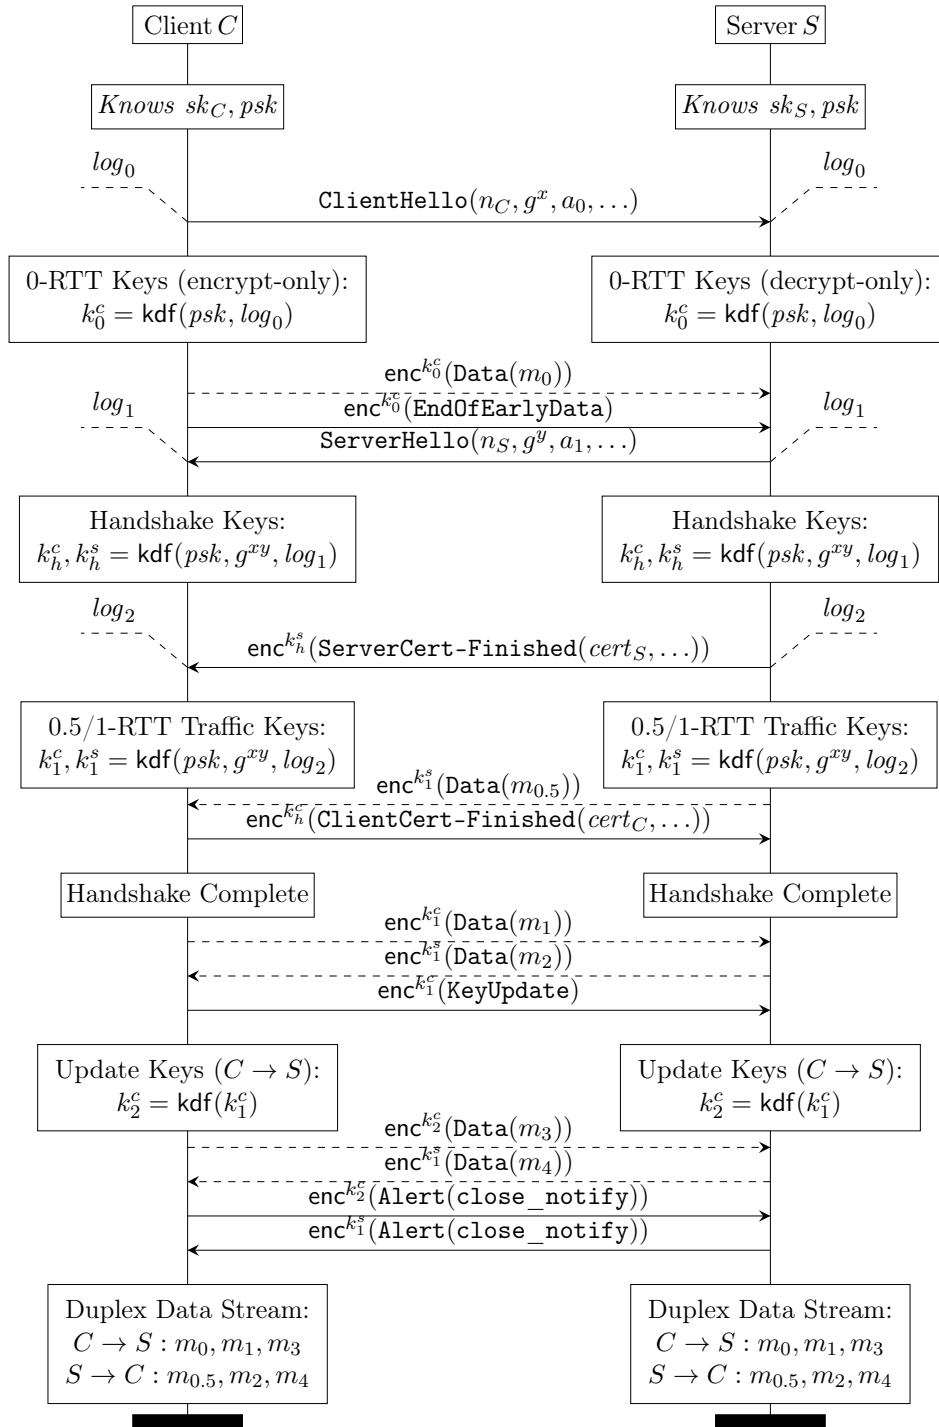 Client C Server S
Knows sk_C, psk Knows sk_S, psk
log_0 log_0
ClientHello(n_C, g^x, a_0, …)
0-RTT Keys (encrypt-only): 0-RTT Keys (decrypt-only):
k_0^c = kdf(psk, log_0) k_0^c = kdf(psk, log_0)
enc^{k_0^c}(Data(m_0))
log_1 log_1
enc^{k_0^c}(EndOfEarlyData)
ServerHello(n_S, g^y, a_1, …)
Handshake Keys: Handshake Keys:
k_h^c, k_h^s = kdf(psk, g^{xy}, log_1) k_h^c, k_h^s = kdf(psk, g^{xy}, log_1)
log_2 log_2
enc^{k_h^s}(ServerCert-Finished(cert_S, …))
0.5/1-RTT Traffic Keys: 0.5/1-RTT Traffic Keys:
k_1^c, k_1^s = kdf(psk, g^{xy}, log_2) k_1^c, k_1^s = kdf(psk, g^{xy}, log_2)
enc^{k_1^s}(Data(m_{0.5}))
enc^{k_h^c}(ClientCert-Finished(cert_C, …))
Handshake Complete Handshake Complete
enc^{k_1^c}(Data(m_1))
enc^{k_1^s}(Data(m_2))
enc^{k_1^c}(KeyUpdate)
Update Keys (C → S): Update Keys (C → S):
k_2^c = kdf(k_1^c) k_2^c = kdf(k_1^c)
enc^{k_2^c}(Data(m_3))
enc^{k_1^s}(Data(m_4))
enc^{k_2^c}(Alert(close_notify))
enc^{k_1^s}(Alert(close_notify))
Duplex Data Stream: Duplex Data Stream:
C → S : m_0, m_1, m_3 C → S : m_0, m_1, m_3
S → C : m_{0.5}, m_2, m_4 S → C : m_{0.5}, m_2, m_4